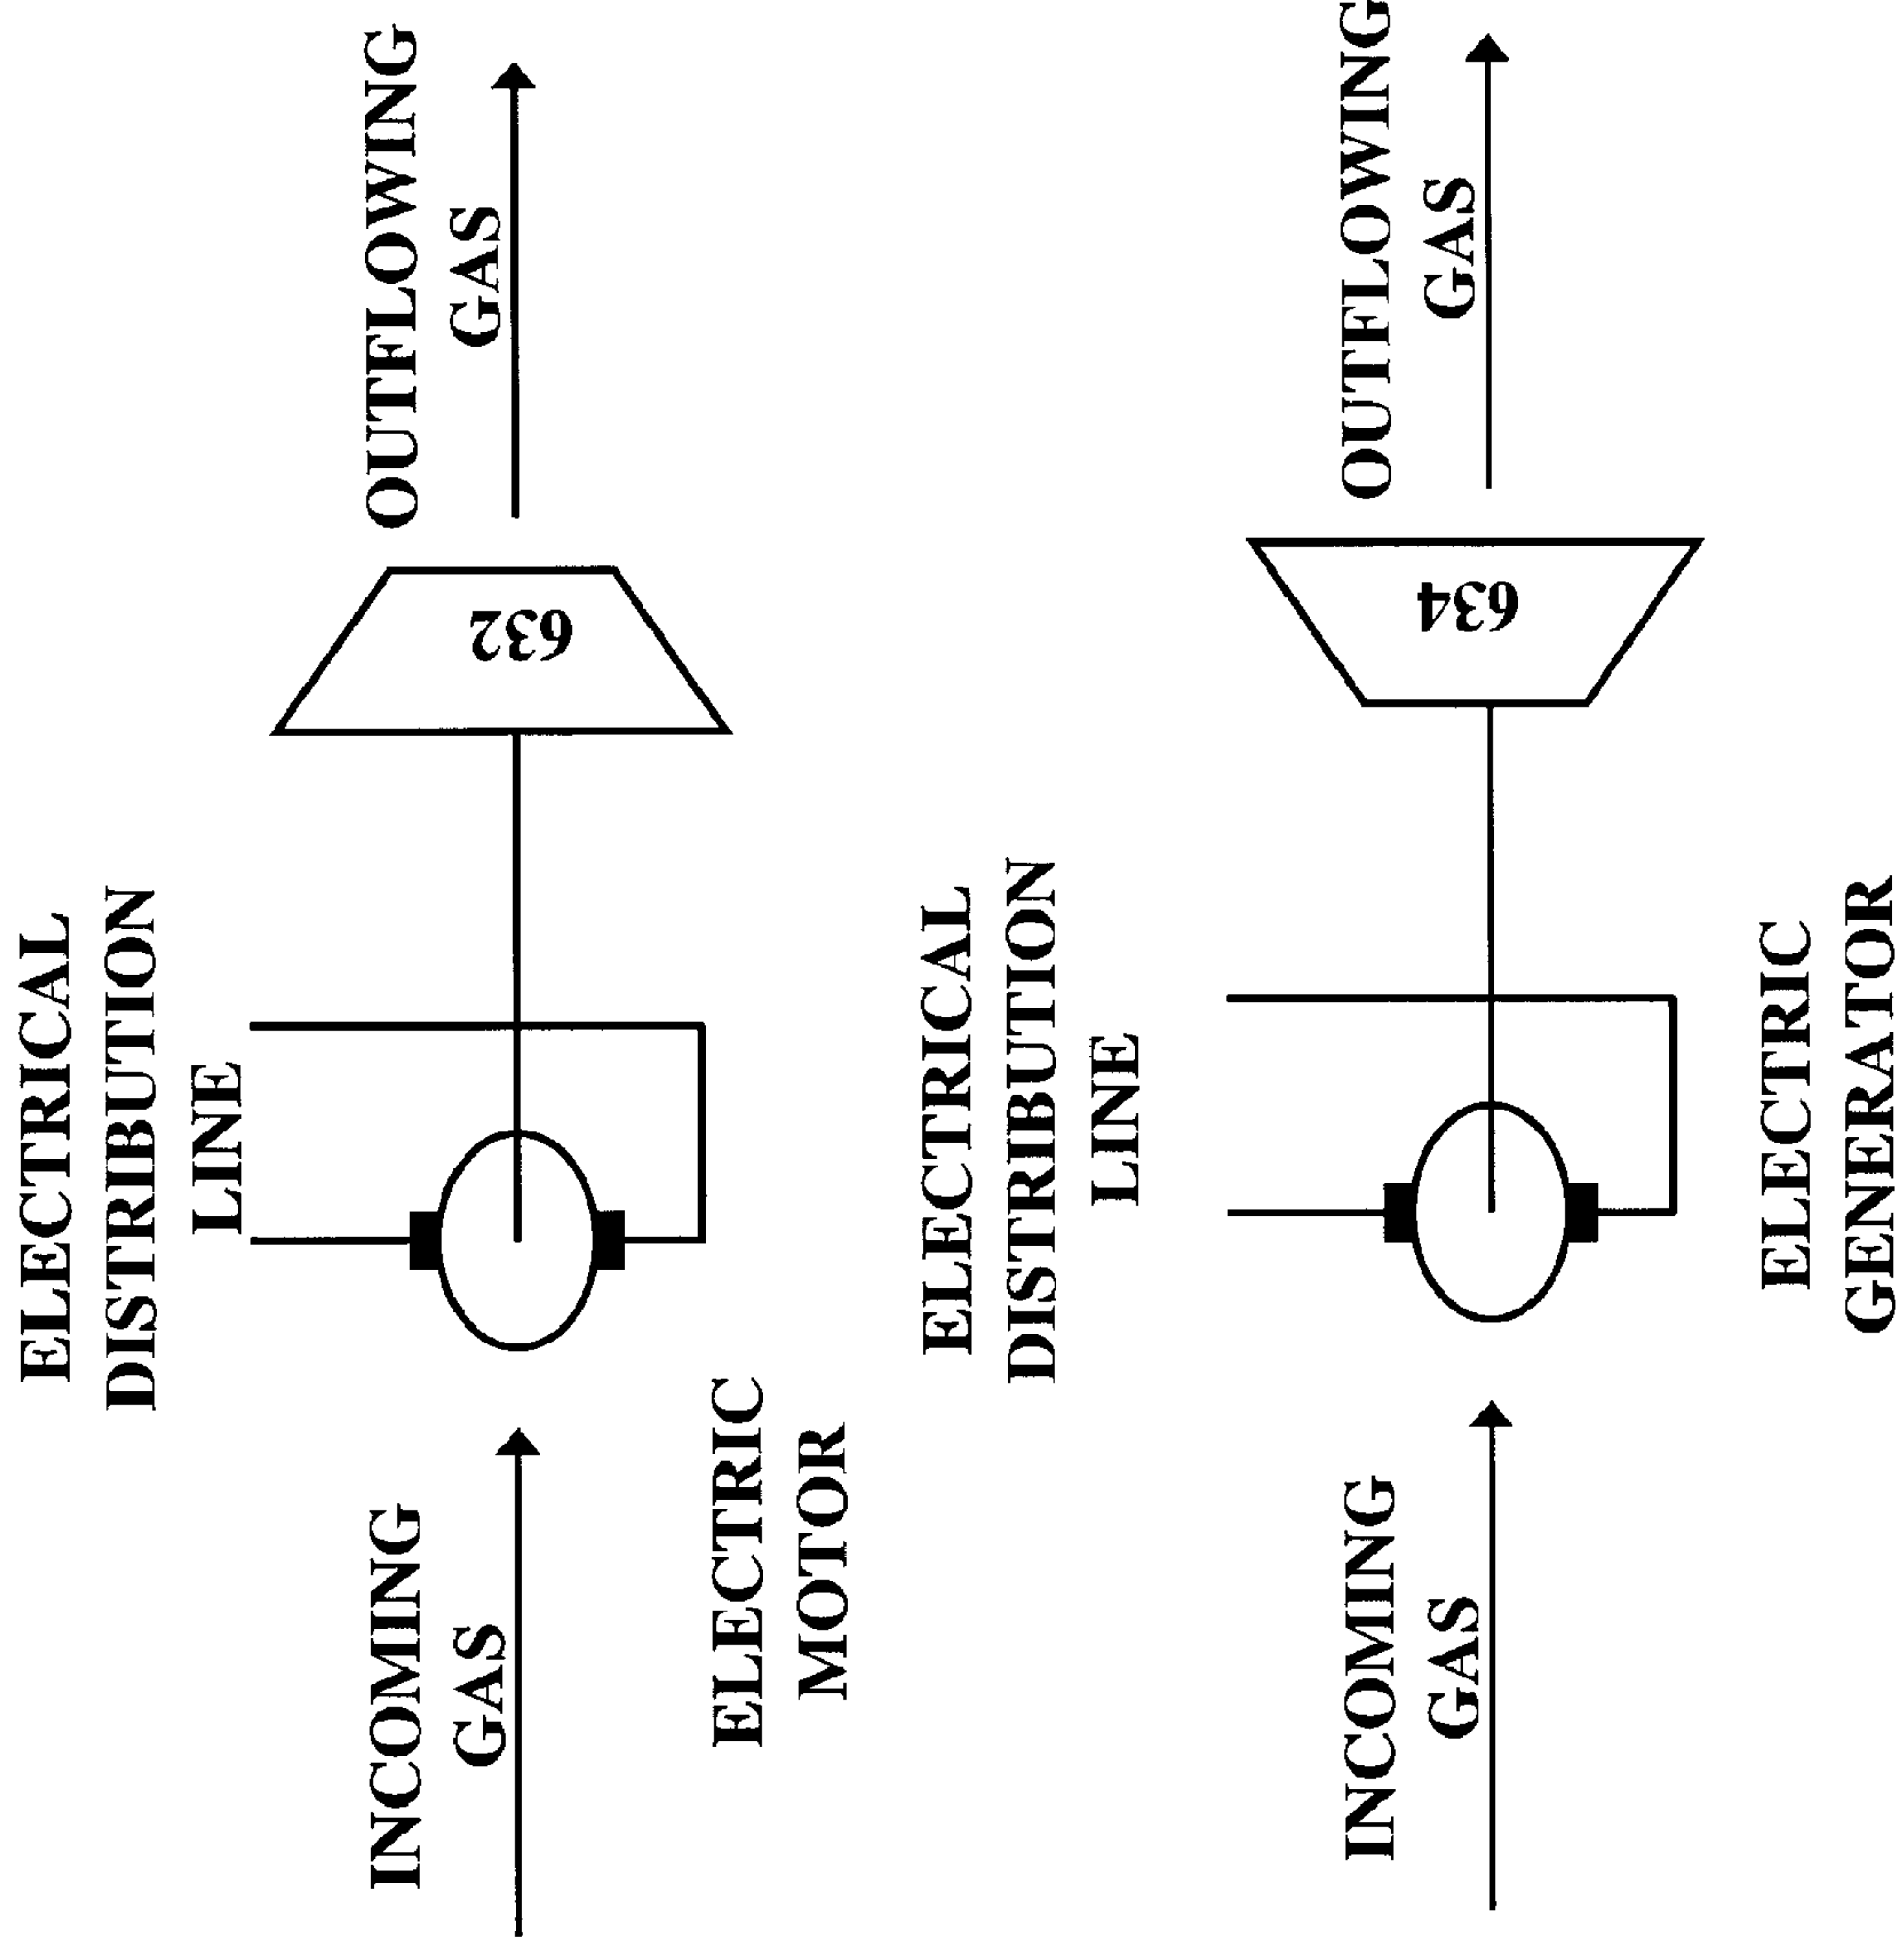 ELECTRICAL
DISTRIBUTION
LINE
INCOMING
GAS
OUTFLOWING
GAS
632
ELECTRIC
MOTOR
ELECTRICAL
DISTRIBUTION
LINE
INCOMING
GAS
OUTFLOWING
GAS
634
ELECTRIC
GENERATOR